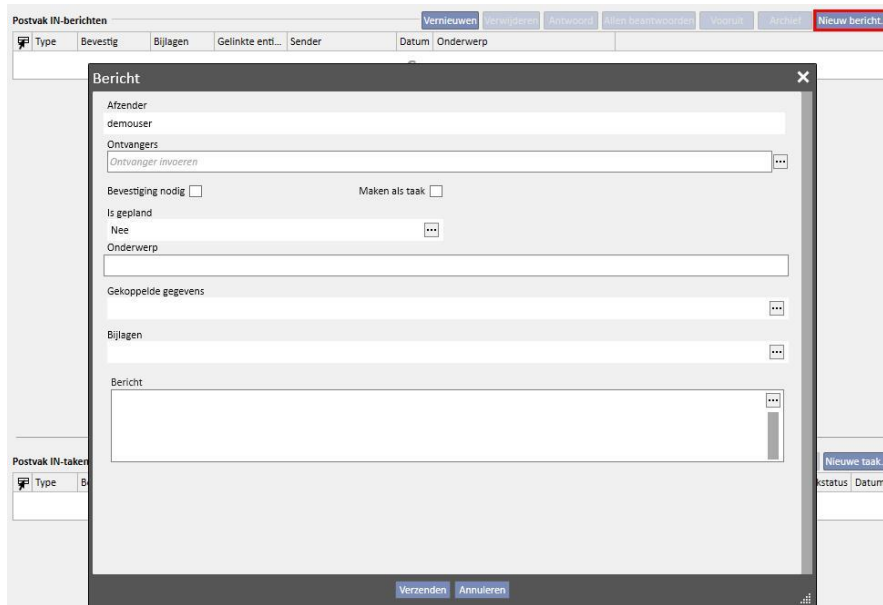 Postvak IN-berichten Vernieuwen Verwijderen Antwoord Allen beantwoorden Vooruit Archief Nieuw bericht.
Type Bevestig Bijlagen Gelinkte enti... Sender Datum Onderwerp
Bericht
Afzender
demouser
Ontvangers
Ontvanger invoeren
Bevestiging nodig Maken als taak
Is gepland
Nee
Onderwerp
Gekoppelde gegevens
Bijlagen
Bericht
Postvak IN-taken Nieuwe taak.
Type Be kstatus Datum
Verzenden Annuleren